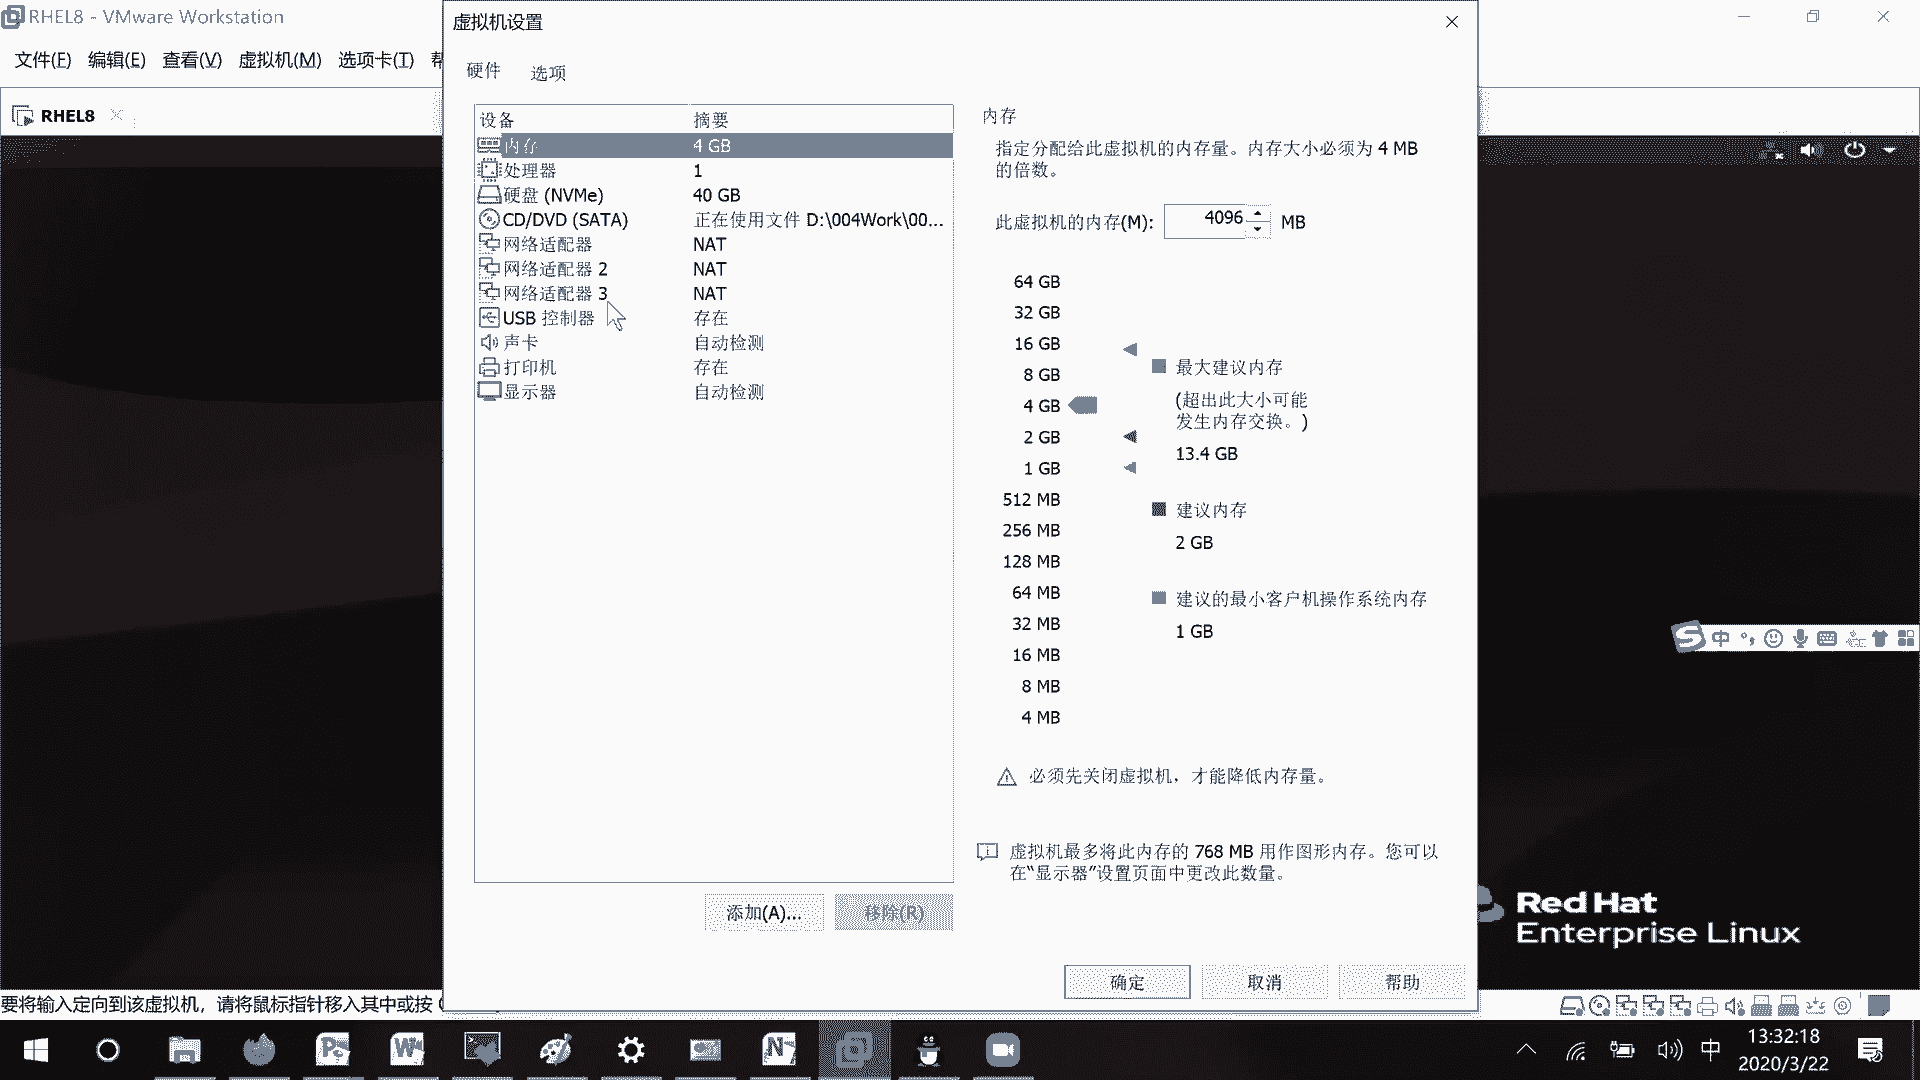 RHEL8 - VMware Workstation
文件(F) 编辑(E) 查看(V) 虚拟机(M) 选项卡(T) 帮
RHEL8
虚拟机设置
硬件 选项
设备 摘要
内存 4 GB
处理器 1
硬盘 (NVMe) 40 GB
CD/DVD (SATA) 正在使用文件 D:\004Work\00...
网络适配器 NAT
网络适配器 2 NAT
网络适配器 3 NAT
USB 控制器 存在
声卡 自动检测
打印机 存在
显示器 自动检测
添加(A)... 移除(R)
内存
指定分配给此虚拟机的内存量。内存大小必须为 4 MB
的倍数。
此虚拟机的内存(M): 4096 MB
64 GB
32 GB
16 GB
8 GB
4 GB
2 GB
1 GB
512 MB
256 MB
128 MB
64 MB
32 MB
16 MB
8 MB
4 MB
最大建议内存
(超出此大小可能
发生内存交换。)
13.4 GB
建议内存
2 GB
建议的最小客户机操作系统内存
1 GB
必须先关闭虚拟机，才能降低内存量。
虚拟机最多将此内存的 768 MB 用作图形内存。您可以
在“显示器”设置页面中更改此数量。
确定 取消 帮助
Red Hat
Enterprise Linux
中
要将输入定向到该虚拟机，请将鼠标指针移入其中或按
中
13:32:18
2020/3/22